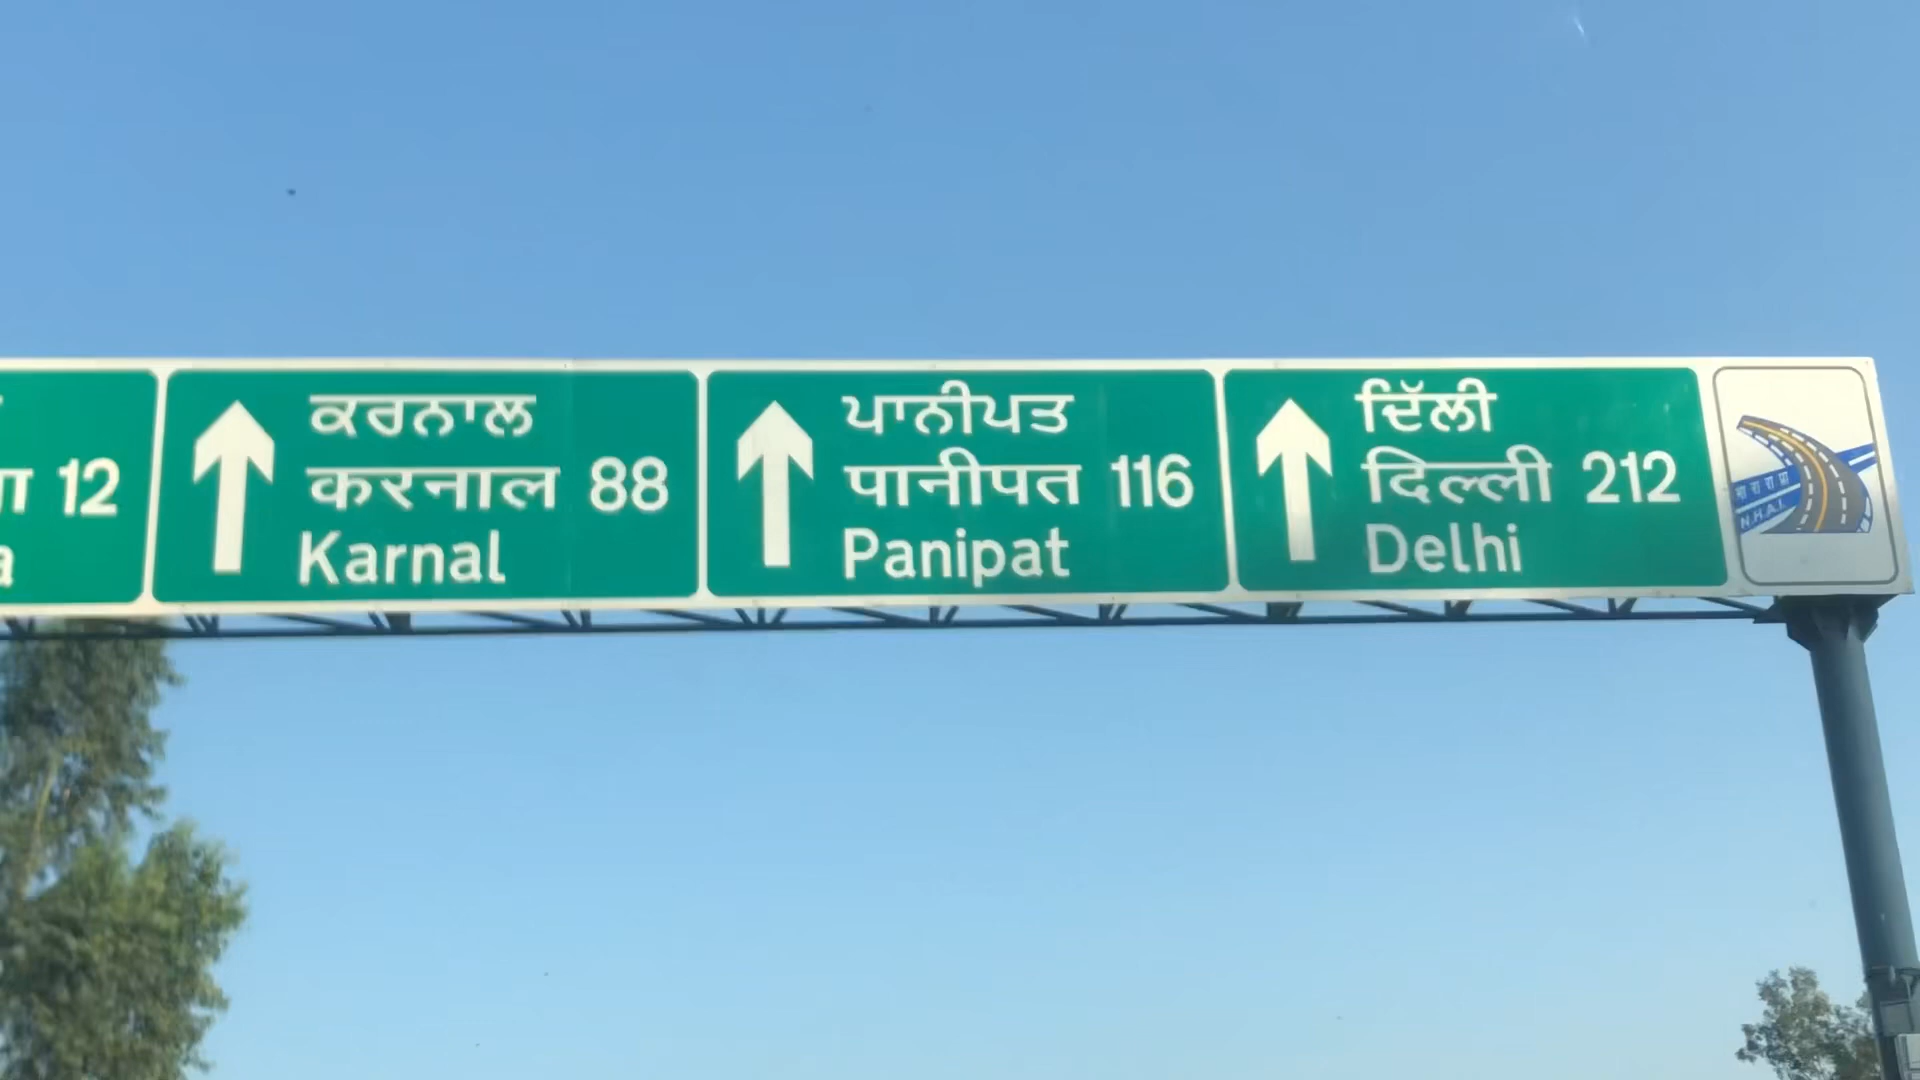 12
ਕਰਨਾਲ
करनाल 88
Karnal
ਪਾਨੀਪਤ
पानीपत 116
Panipat
ਦਿੱਲੀ
दिल्ली 212
Delhi
भा रा रा प्रा
N.H.A.I.